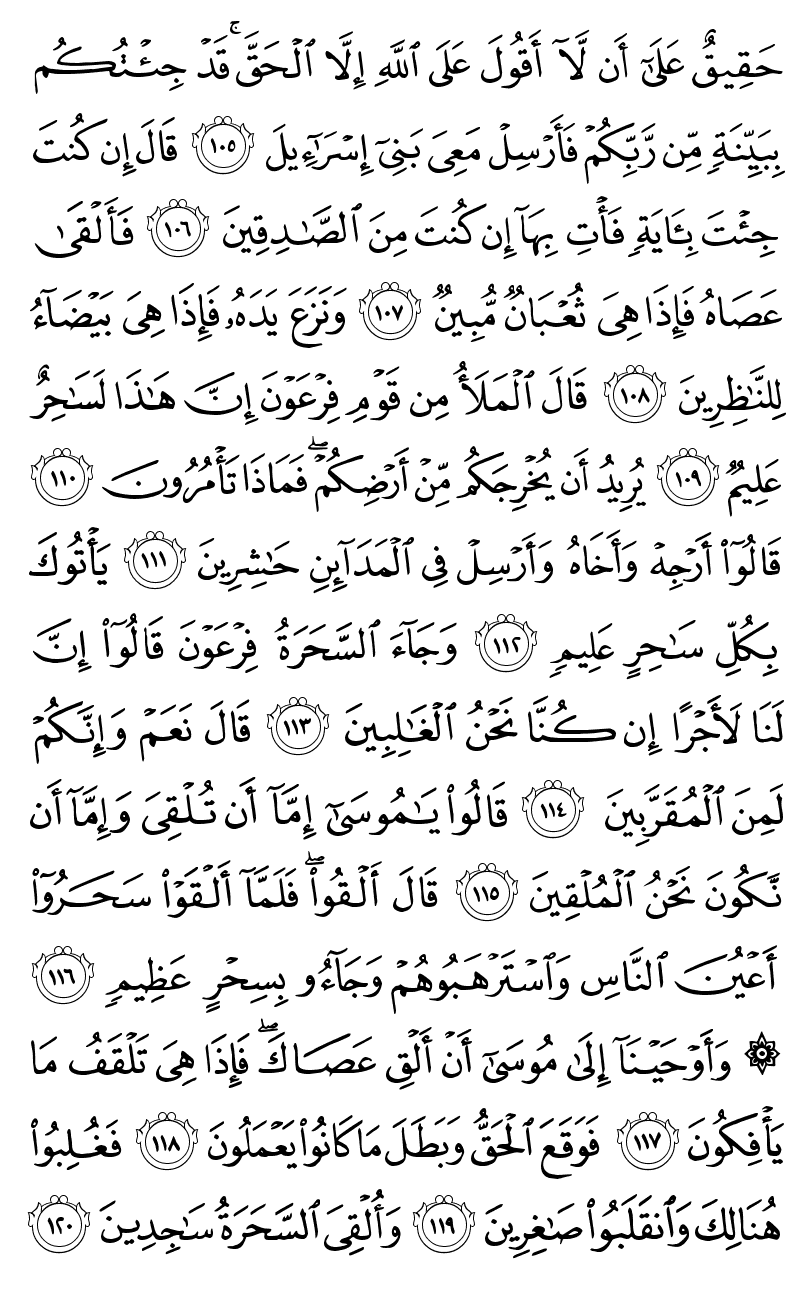 حَقِيقٌ عَلَىٰٓ أَن لَّآ أَقُولَ عَلَى ٱللَّهِ إِلَّا ٱلْحَقَّ ۚ قَدْ جِئْتُكُم
بِبَيِّنَةٍ مِّن رَّبِّكُمْ فَأَرْسِلْ مَعِىَ بَنِىٓ إِسْرَٰٓءِيلَ ١٠٥ قَالَ إِن كُنتَ
جِئْتَ بِـَٔايَةٍ فَأْتِ بِهَآ إِن كُنتَ مِنَ ٱلصَّـٰدِقِينَ ١٠٦ فَأَلْقَىٰ
عَصَاهُ فَإِذَا هِىَ ثُعْبَانٌ مُّبِينٌ ١٠٧ وَنَزَعَ يَدَهُۥ فَإِذَا هِىَ بَيْضَآءُ
لِلنَّـٰظِرِينَ ١٠٨ قَالَ ٱلْمَلَأُ مِن قَوْمِ فِرْعَوْنَ إِنَّ هَـٰذَا لَسَـٰحِرٌ
عَلِيمٌ ١٠٩ يُرِيدُ أَن يُخْرِجَكُم مِّنْ أَرْضِكُمْ ۖ فَمَاذَا تَأْمُرُونَ ١١٠
قَالُوٓا۟ أَرْجِهْ وَأَخَاهُ وَأَرْسِلْ فِى ٱلْمَدَآئِنِ حَـٰشِرِينَ ١١١ يَأْتُوكَ
بِكُلِّ سَـٰحِرٍ عَلِيمٍ ١١٢ وَجَآءَ ٱلسَّحَرَةُ فِرْعَوْنَ قَالُوٓا۟ إِنَّ
لَنَا لَأَجْرًا إِن كُنَّا نَحْنُ ٱلْغَـٰلِبِينَ ١١٣ قَالَ نَعَمْ وَإِنَّكُمْ
لَمِنَ ٱلْمُقَرَّبِينَ ١١٤ قَالُوا۟ يَـٰمُوسَىٰٓ إِمَّآ أَن تُلْقِىَ وَإِمَّآ أَن
نَّكُونَ نَحْنُ ٱلْمُلْقِينَ ١١٥ قَالَ أَلْقُوا۟ ۖ فَلَمَّآ أَلْقَوْا۟ سَحَرُوٓا۟
أَعْيُنَ ٱلنَّاسِ وَٱسْتَرْهَبُوهُمْ وَجَآءُو بِسِحْرٍ عَظِيمٍ ١١٦
۞ وَأَوْحَيْنَآ إِلَىٰ مُوسَىٰٓ أَنْ أَلْقِ عَصَاكَ ۖ فَإِذَا هِىَ تَلْقَفُ مَا
يَأْفِكُونَ ١١٧ فَوَقَعَ ٱلْحَقُّ وَبَطَلَ مَا كَانُوا۟ يَعْمَلُونَ ١١٨ فَغُلِبُوا۟
هُنَالِكَ وَٱنقَلَبُوا۟ صَـٰغِرِينَ ١١٩ وَأُلْقِىَ ٱلسَّحَرَةُ سَـٰجِدِينَ ١٢٠